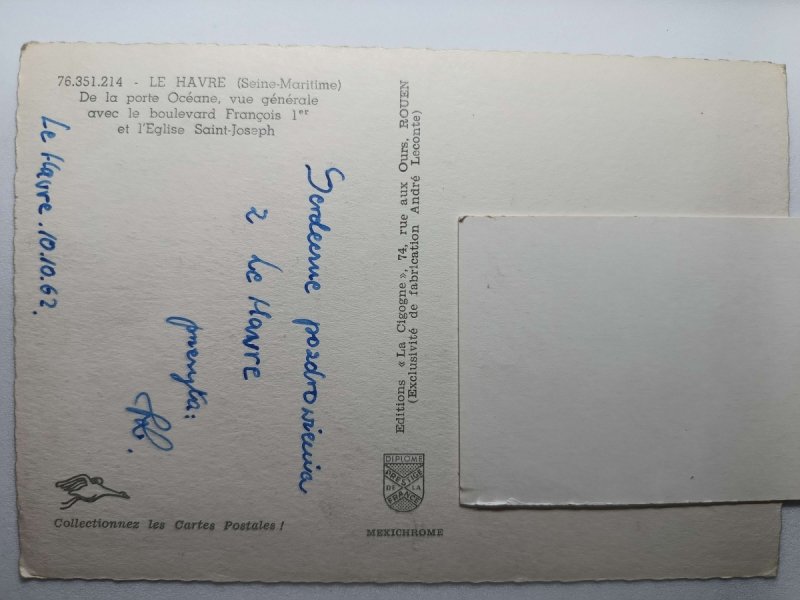 76.351.214 - LE HAVRE (Seine-Maritime)
De la porte Océane, vue générale
avec le boulevard François 1er
et l'Eglise Saint-Joseph
Le Havre. 10.10.62.
Serdeczne pozdrowienia
z Le Havre
przesyła:
Editions « La Cigogne », 74, rue aux Ours, ROUEN
(Exclusivité de fabrication André Leconte)
DIPLOME
PRESTIGE
DE LA
FRANCE
MEXICHROME
Collectionnez les Cartes Postales !